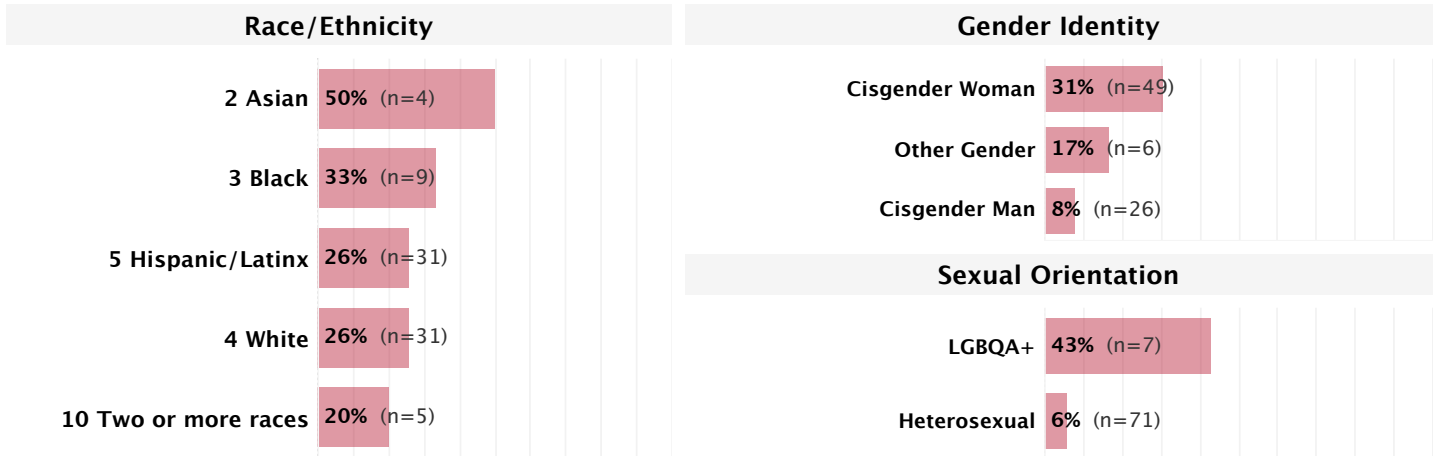 Race/Ethnicity
2 Asian 50% (n=4)
3 Black 33% (n=9)
5 Hispanic/Latinx 26% (n=31)
4 White 26% (n=31)
10 Two or more races 20% (n=5)
Gender Identity
Cisgender Woman 31% (n=49)
Other Gender 17% (n=6)
Cisgender Man 8% (n=26)
Sexual Orientation
LGBQA+ 43% (n=7)
Heterosexual 6% (n=71)